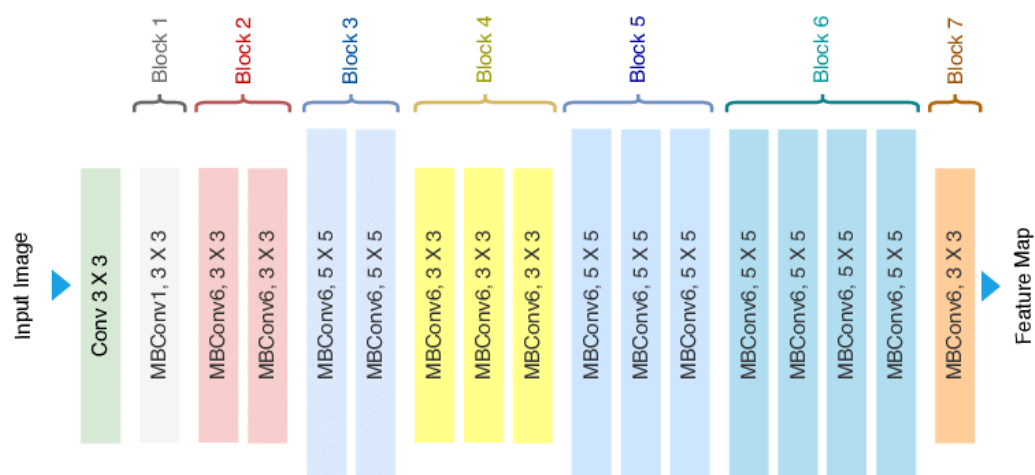 Block 1
Block 2
Block 3
Block 4
Block 5
Block 6
Block 7
Input Image
Conv 3 X 3
MBConv1, 3 X 3
MBConv6, 3 X 3
MBConv6, 3 X 3
MBConv6, 5 X 5
MBConv6, 5 X 5
MBConv6, 3 X 3
MBConv6, 3 X 3
MBConv6, 3 X 3
MBConv6, 5 X 5
MBConv6, 5 X 5
MBConv6, 5 X 5
MBConv6, 5 X 5
MBConv6, 5 X 5
MBConv6, 5 X 5
MBConv6, 5 X 5
MBConv6, 3 X 3
Feature Map